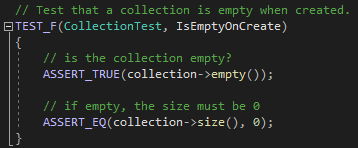 // Test that a collection is empty when created.
TEST_F(CollectionTest, IsEmptyOnCreate)
{
// is the collection empty?
ASSERT_TRUE(collection->empty());
// if empty, the size must be 0
ASSERT_EQ(collection->size(), 0);
}